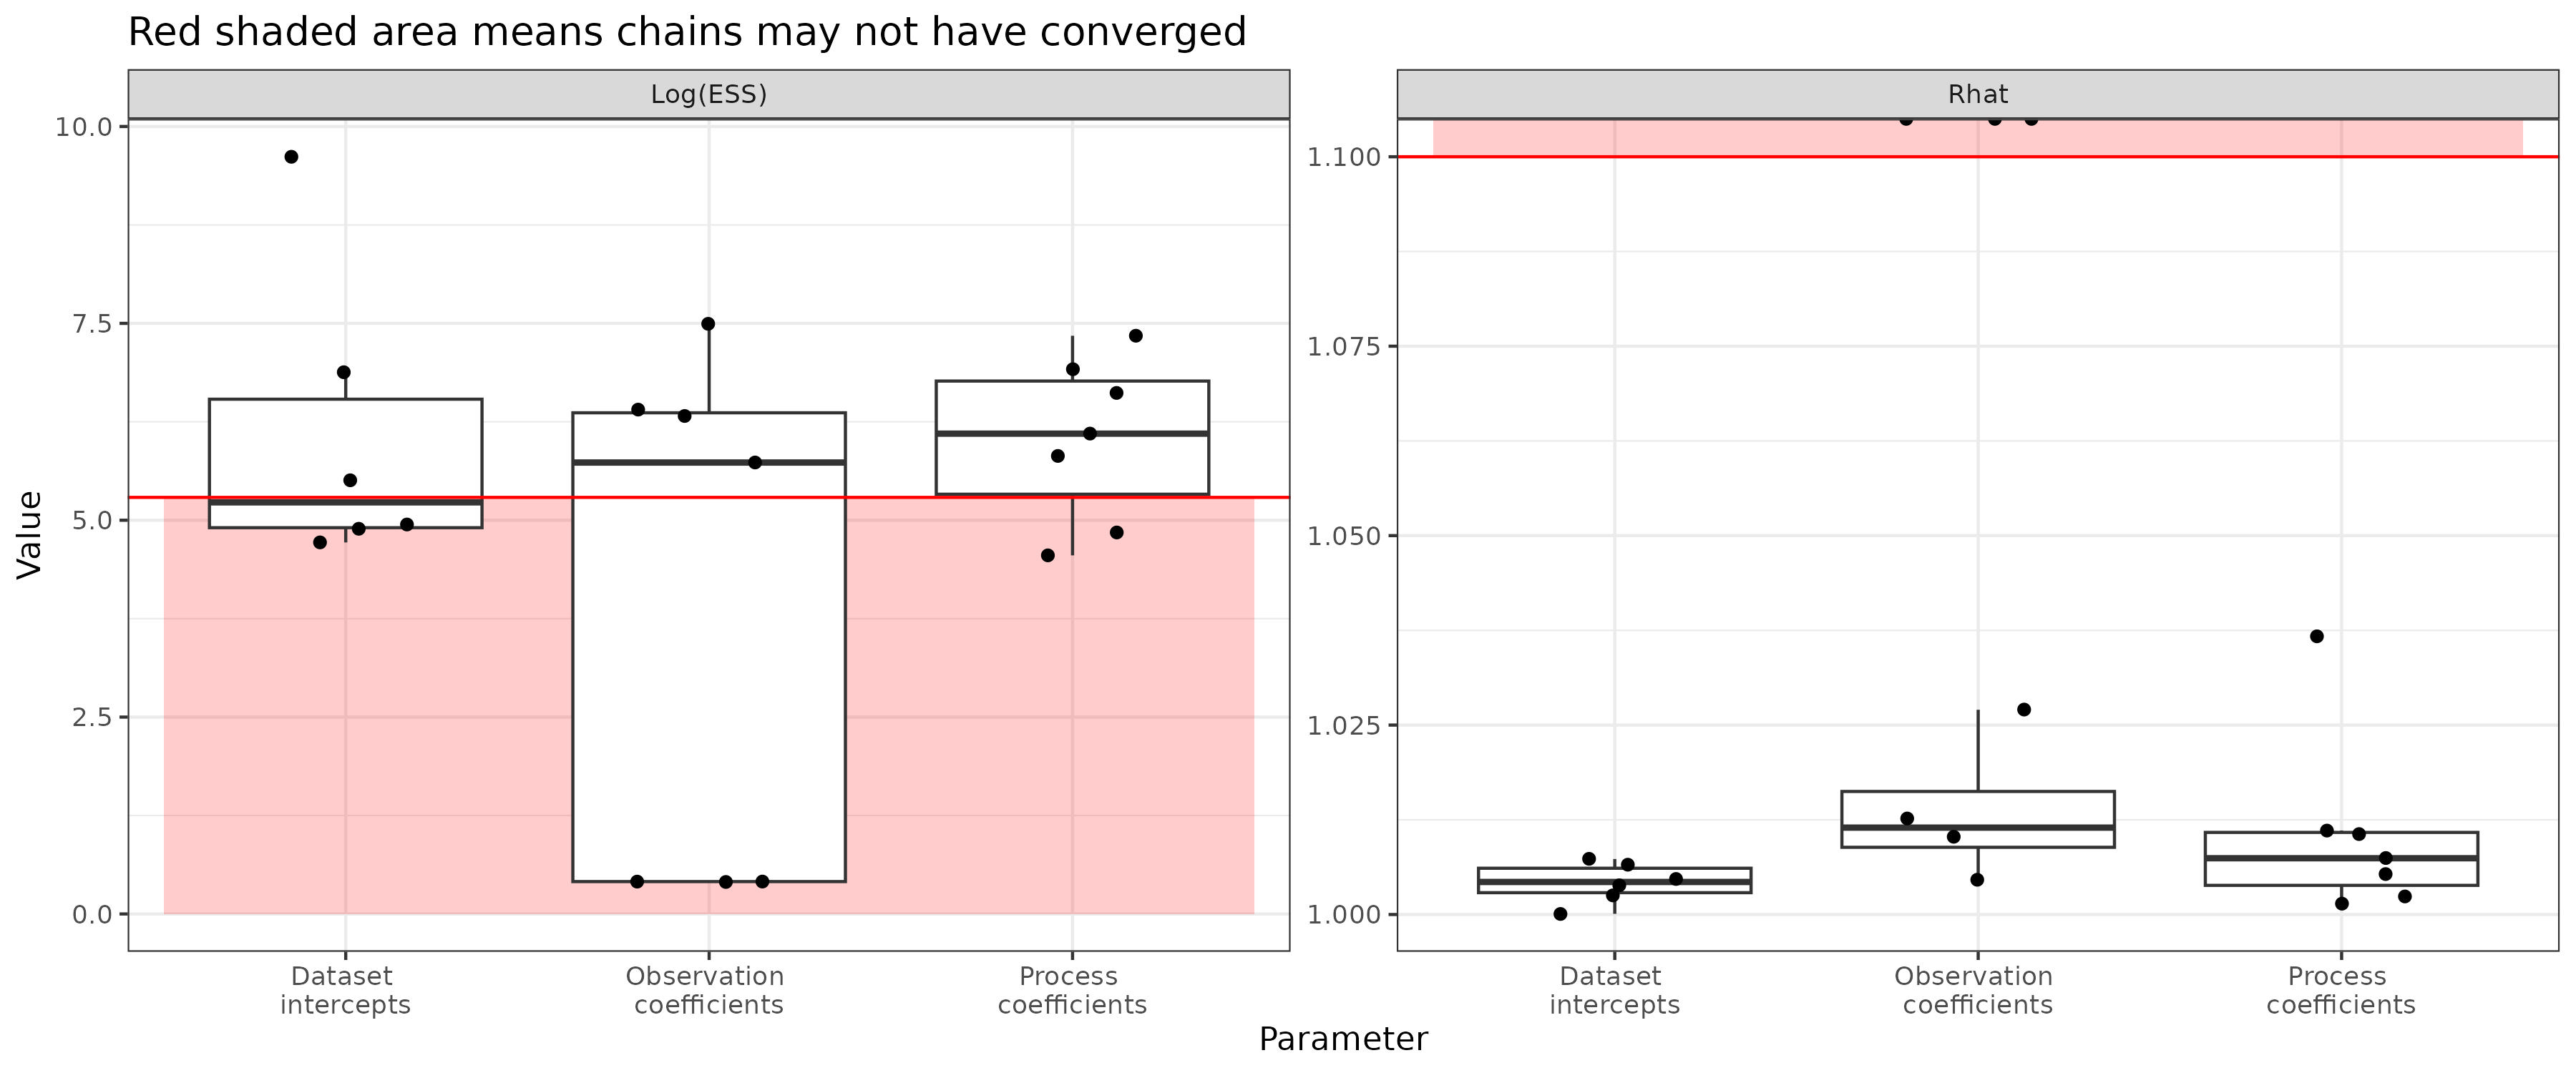 Red shaded area means chains may not have converged
Log(ESS)
Rhat
10.0
7.5
5.0
2.5
0.0
1.100
1.075
1.050
1.025
1.000
Value
Dataset
intercepts
Observation
coefficients
Process
coefficients
Dataset
intercepts
Observation
coefficients
Process
coefficients
Parameter